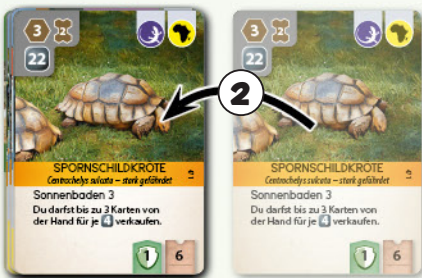 3 2
22
SPORNSCHILDKRÖTE
Centrochelys sulcata – stark gefährdet
Sonnenbaden 3
Du darfst bis zu 3 Karten von
der Hand für je 4 verkaufen.
1 6
2
3 2
22
SPORNSCHILDKRÖTE
Centrochelys sulcata – stark gefährdet
Sonnenbaden 3
Du darfst bis zu 3 Karten von
der Hand für je 4 verkaufen.
1 6